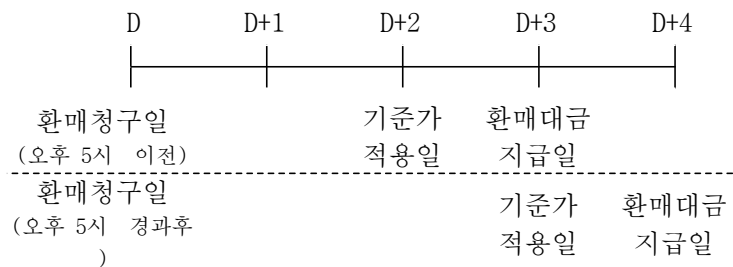 D D+1 D+2 D+3 D+4
환매청구일 기준가 환매대금
(오후 5시 이전) 적용일 지급일
환매청구일 기준가 환매대금
(오후 5시 경과후 적용일 지급일
)